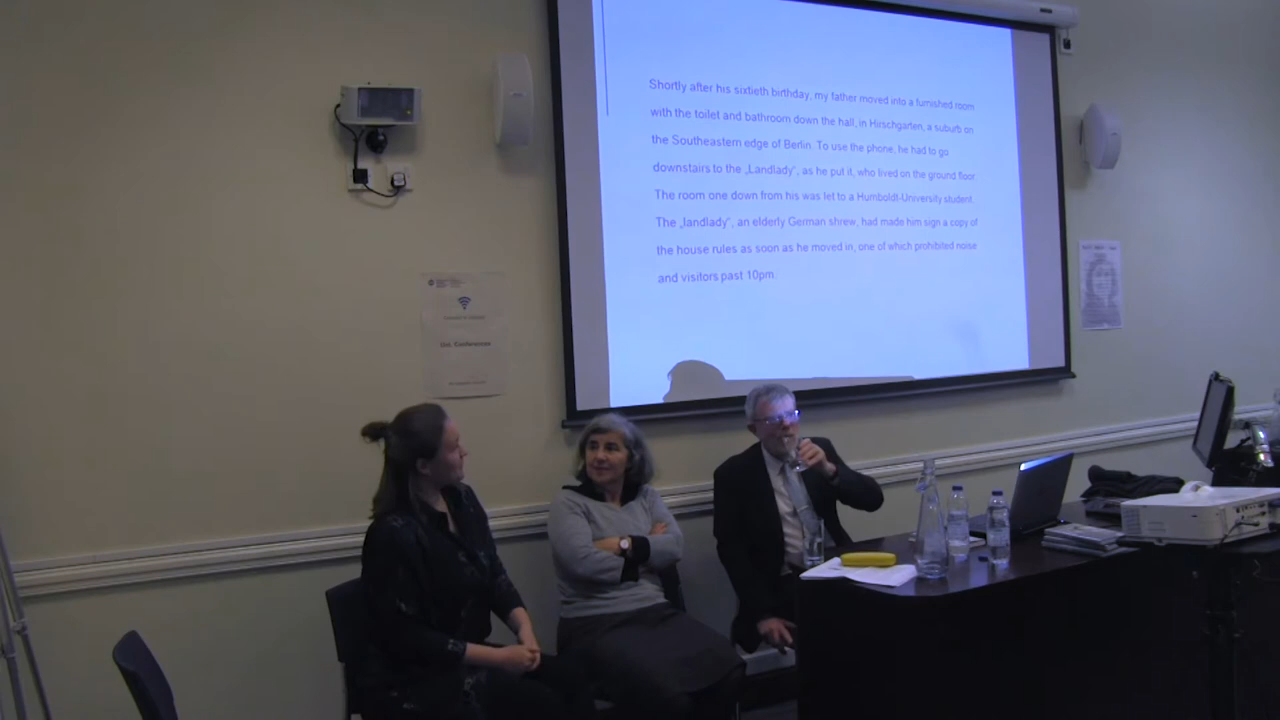 Shortly after his sixtieth birthday, my father moved into a furnished room
with the toilet and bathroom down the hall, in Hirschgarten, a suburb on
the Southeastern edge of Berlin. To use the phone, he had to go
downstairs to the „Landlady“, as he put it, who lived on the ground floor.
The room one down from his was let to a Humboldt-University student.
The „landlady“, an elderly German shrew, had made him sign a copy of
the house rules as soon as he moved in, one of which prohibited noise
and visitors past 10pm.
Conference